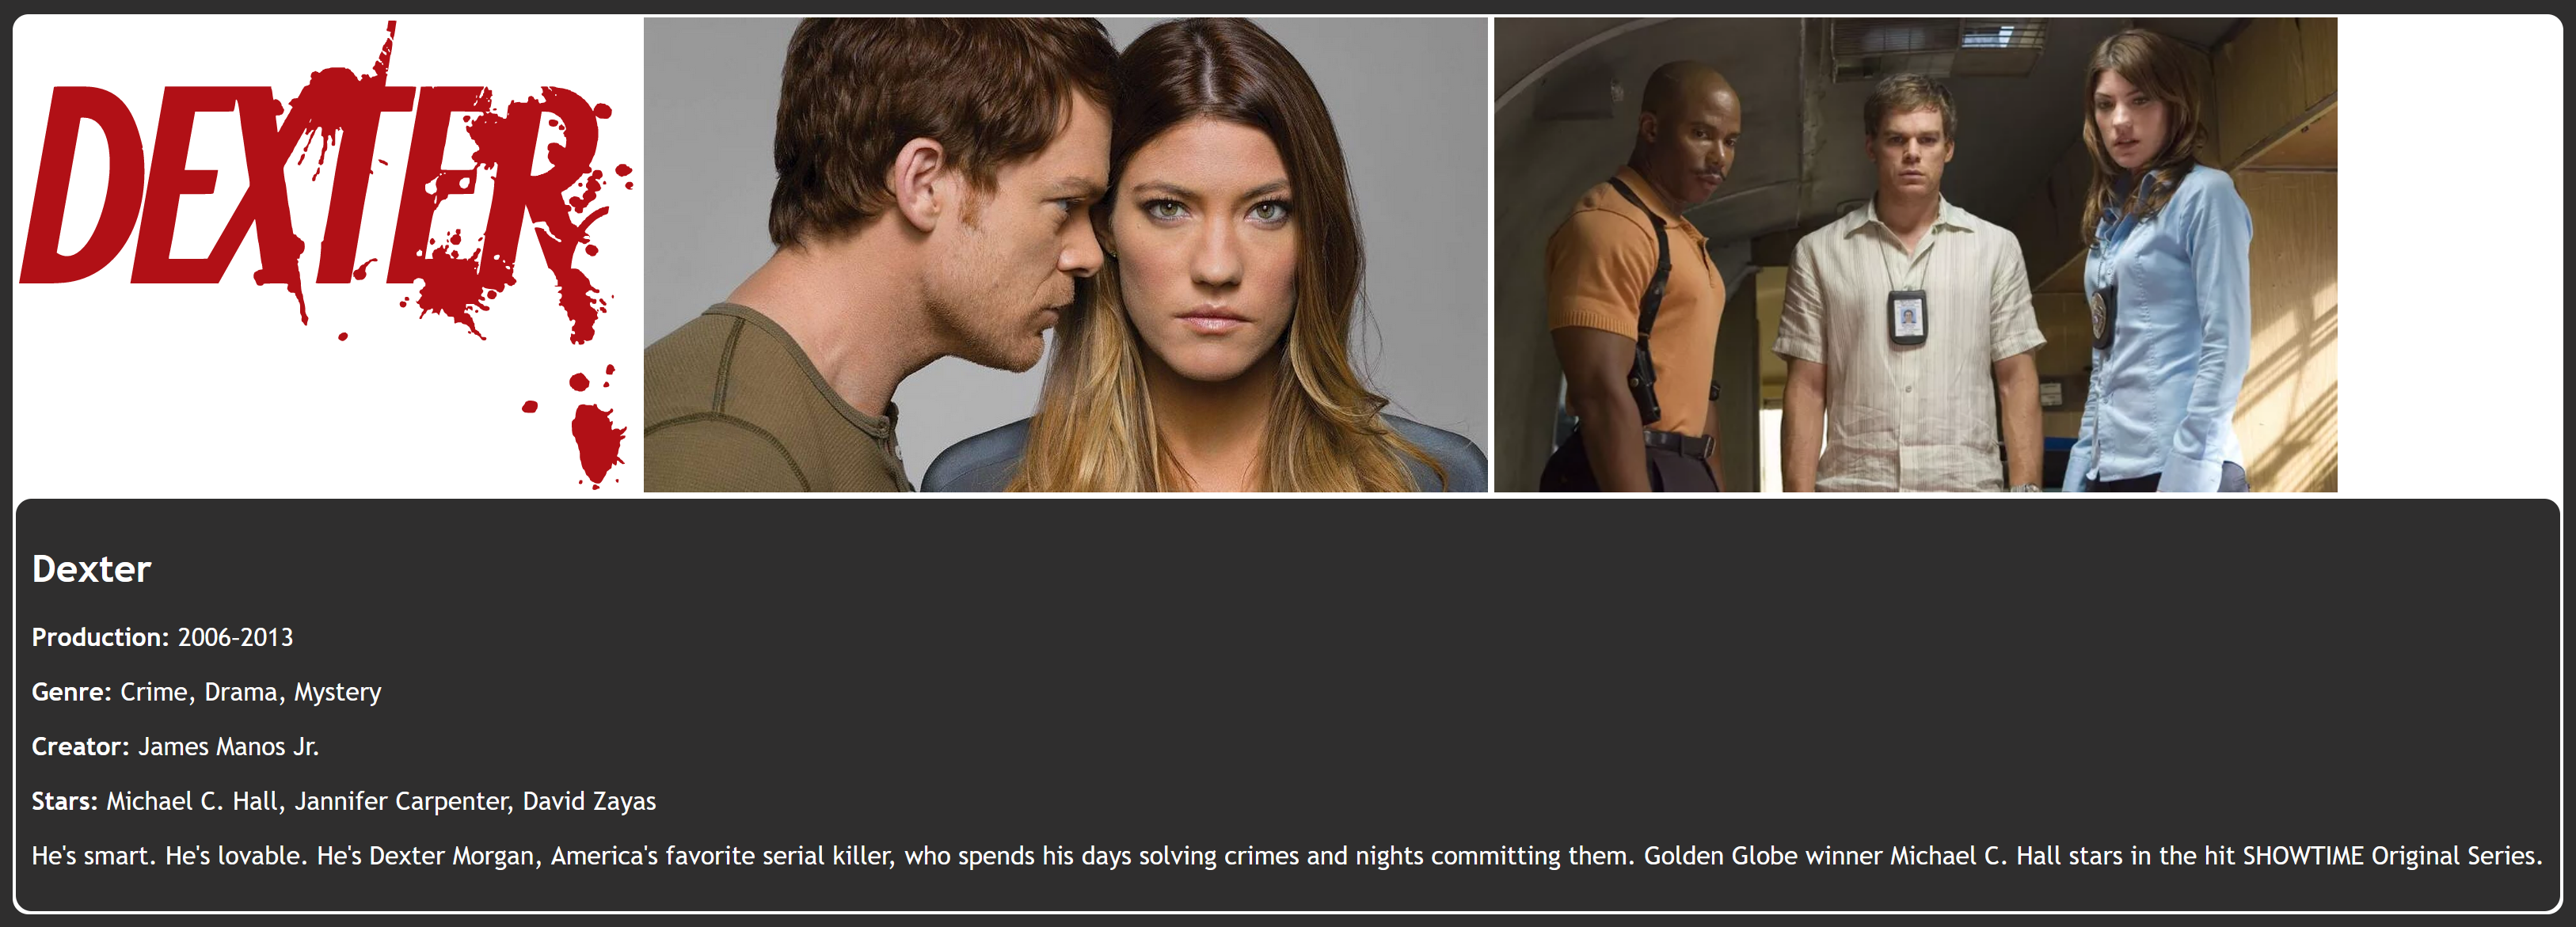 DEXTER
Dexter
Production: 2006-2013
Genre: Crime, Drama, Mystery
Creator: James Manos Jr.
Stars: Michael C. Hall, Jannifer Carpenter, David Zayas
He's smart. He's lovable. He's Dexter Morgan, America's favorite serial killer, who spends his days solving crimes and nights committing them. Golden Globe winner Michael C. Hall stars in the hit SHOWTIME Original Series.